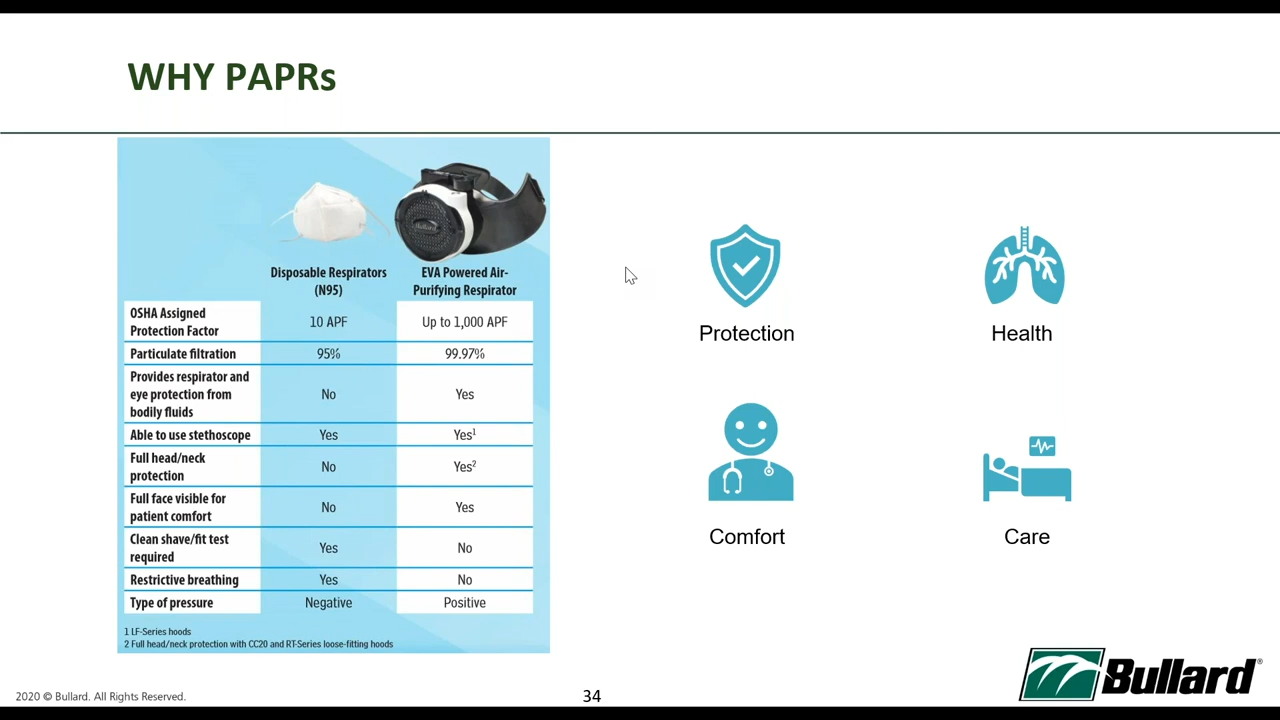 WHY PAPRs
Bullard
Disposable Respirators
(N95)
EVA Powered Air-
Purifying Respirator
OSHA Assigned
Protection Factor
10 APF
Up to 1,000 APF
Particulate filtration
95%
99.97%
Provides respirator and
eye protection from
bodily fluids
No
Yes
Able to use stethoscope
Yes
Yes1
Full head/neck
protection
No
Yes2
Full face visible for
patient comfort
No
Yes
Clean shave/fit test
required
Yes
No
Restrictive breathing
Yes
No
Type of pressure
Negative
Positive
1 LF-Series hoods
2 Full head/neck protection with CC20 and RT-Series loose-fitting hoods
Protection
Health
Comfort
Care
2020 © Bullard. All Rights Reserved.
34
Bullard®